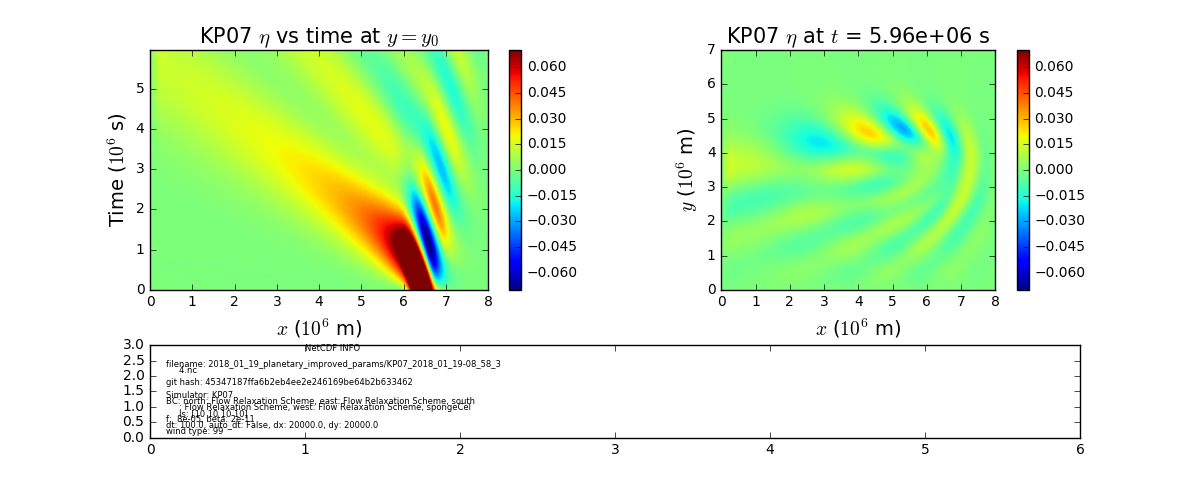 KP07 η vs time at y = y₀
KP07 η at t = 5.96e+06 s
Time (10⁶ s)
5
4
3
2
1
0
0 1 2 3 4 5 6 7 8
x (10⁶ m)
0.060
0.045
0.030
0.015
0.000
−0.015
−0.030
−0.045
−0.060
y (10⁶ m)
7
6
5
4
3
2
1
0
0 1 2 3 4 5 6 7 8
x (10⁶ m)
0.060
0.045
0.030
0.015
0.000
−0.015
−0.030
−0.045
−0.060
3.0
2.5
2.0
1.5
1.0
0.5
0.0
NetCDF INFO
filename: 2018_01_19_planetary_improved_params/KP07_2018_01_19-08_58_3
4.nc
git hash: 45347187ffa6b2eb4ee2e246169be64b2b633462
Simulator: KP07
BC: north: Flow Relaxation Scheme, east: Flow Relaxation Scheme, south
: Flow Relaxation Scheme, west: Flow Relaxation Scheme, spongeCel
ls: [10,10,10,10]
f: 8e-05, beta: 2e-11
dt: 100.0, auto_dt: False, dx: 20000.0, dy: 20000.0
wind type: 99
0 1 2 3 4 5 6